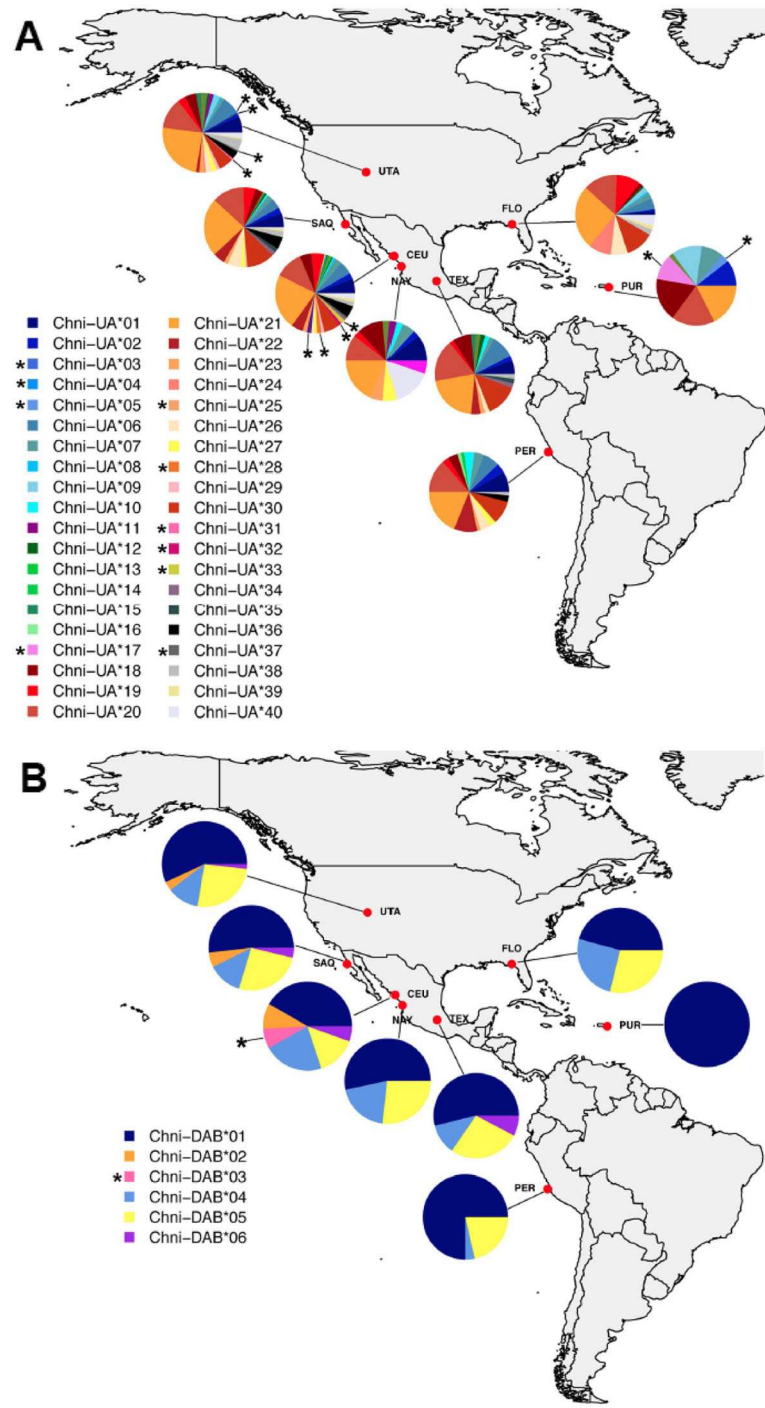 A
*
*
*
*
UTA
FLO
SAQ
*
*
CEU
NAY
TEX
PUR
*
*
*
*
PER
Chni-UA*01
Chni-UA*02
* Chni-UA*03
* Chni-UA*04
* Chni-UA*05
Chni-UA*06
Chni-UA*07
Chni-UA*08
Chni-UA*09
Chni-UA*10
Chni-UA*11
Chni-UA*12
Chni-UA*13
Chni-UA*14
Chni-UA*15
Chni-UA*16
* Chni-UA*17
Chni-UA*18
Chni-UA*19
Chni-UA*20
Chni-UA*21
Chni-UA*22
Chni-UA*23
Chni-UA*24
* Chni-UA*25
Chni-UA*26
Chni-UA*27
* Chni-UA*28
Chni-UA*29
Chni-UA*30
* Chni-UA*31
* Chni-UA*32
* Chni-UA*33
Chni-UA*34
Chni-UA*35
Chni-UA*36
* Chni-UA*37
Chni-UA*38
Chni-UA*39
Chni-UA*40
B
UTA
FLO
SAQ
CEU
NAY
TEX
PUR
*
PER
Chni-DAB*01
Chni-DAB*02
* Chni-DAB*03
Chni-DAB*04
Chni-DAB*05
Chni-DAB*06